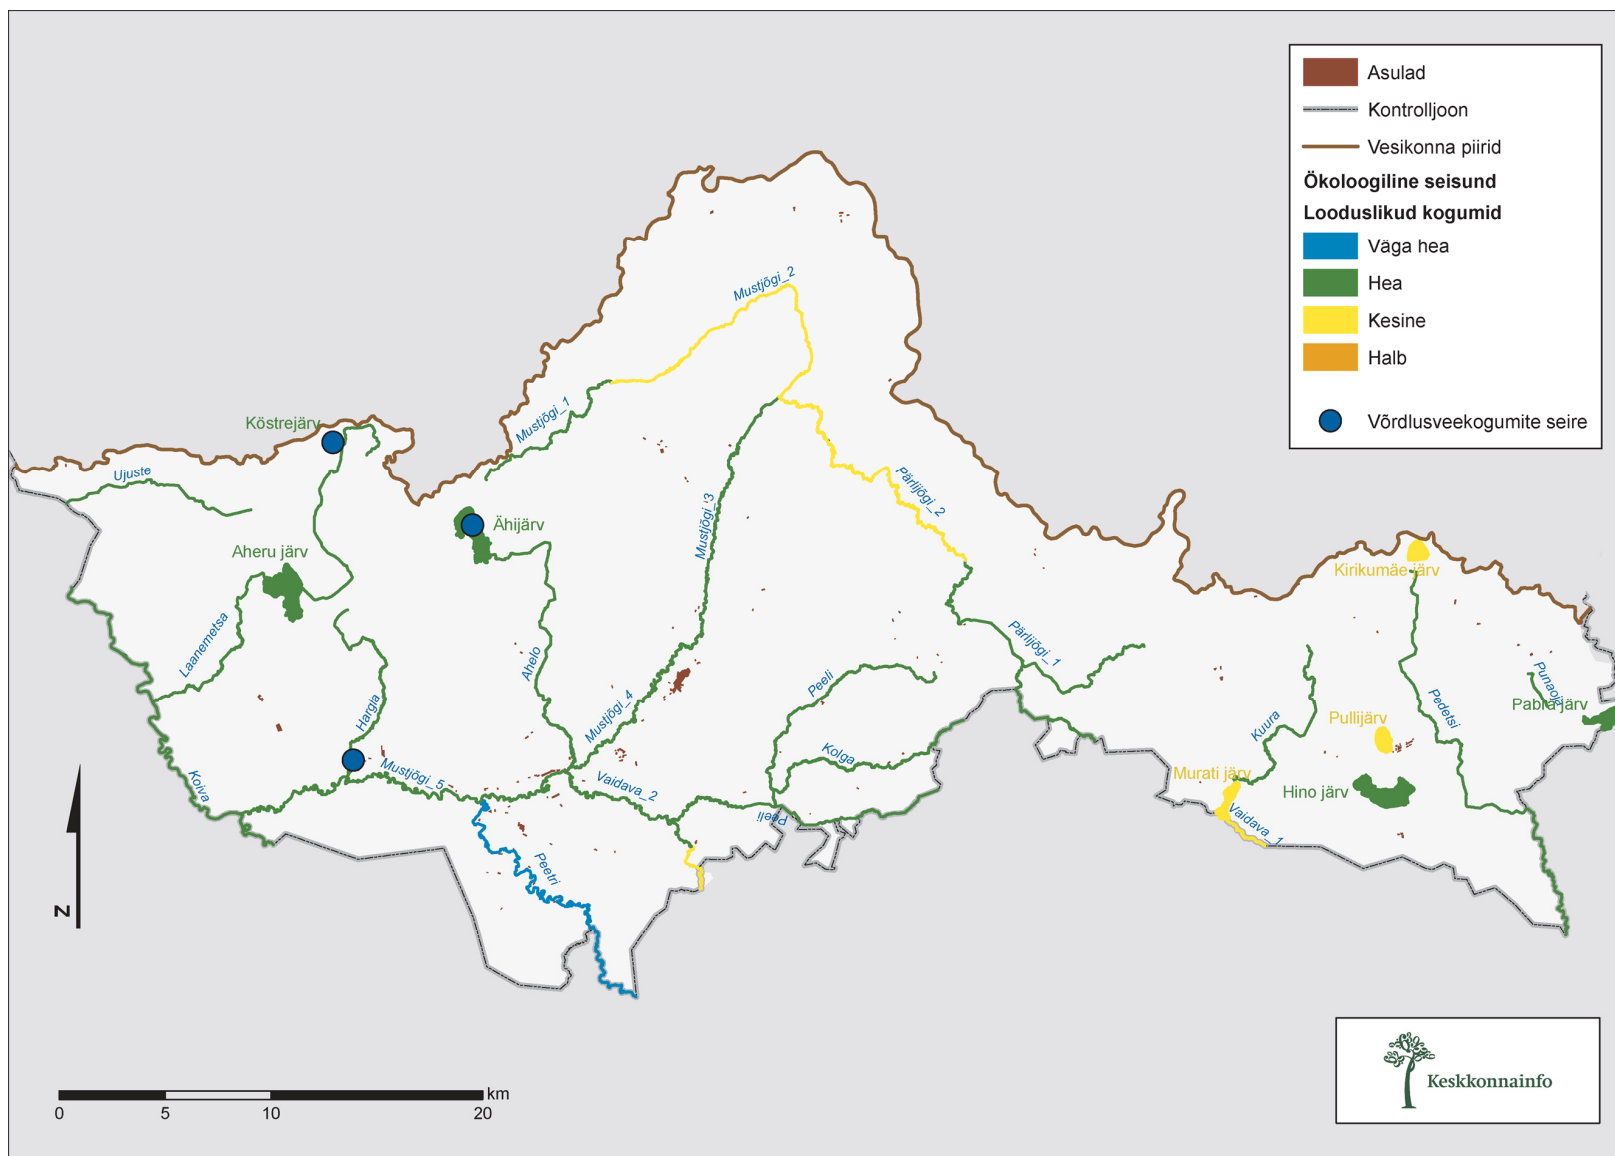 Asulad
Kontrolljoon
Vesikonna piirid
Ökoloogiline seisund
Looduslikud kogumid
Väga hea
Hea
Kesine
Halb
Võrdlusveekogumite seire
Mustjõgi_2
Mustjõgi_1
Köstrejärv
Ujuste
Pärlijõgi_2
Mustjõgi_3
Ähijärv
Aheru järv
Kirikumäe järv
Laanemetsa
Pärlijõgi_1
Ahelo
Peeli
Punaoja
Pabra järv
Pedetsi
Hargla
Mustjõgi_4
Kuura
Pullijärv
Kolga
Koiva
Mustjõgi_5
Vaidava_2
Murati järv
Hino järv
Peeli
Vaidava_1
Peetri
N
km
0 5 10 20
Keskkonnainfo